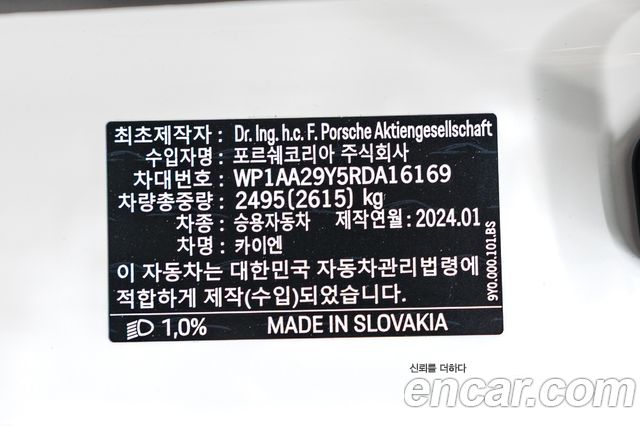 최초제작자 : Dr. Ing. h.c. F. Porsche Aktiengesellschaft
수입자명 : 포르쉐코리아 주식회사
차대번호 : WP1AA29Y5RDA16169
차량총중량 : 2495(2615) kg
차종 : 승용자동차 제작연월 : 2024.01
차명 : 카이엔
이 자동차는 대한민국 자동차관리법령에
적합하게 제작(수입)되었습니다.
1,0% MADE IN SLOVAKIA
9Y0.000.101.BS
신뢰를 더하다
encar.com